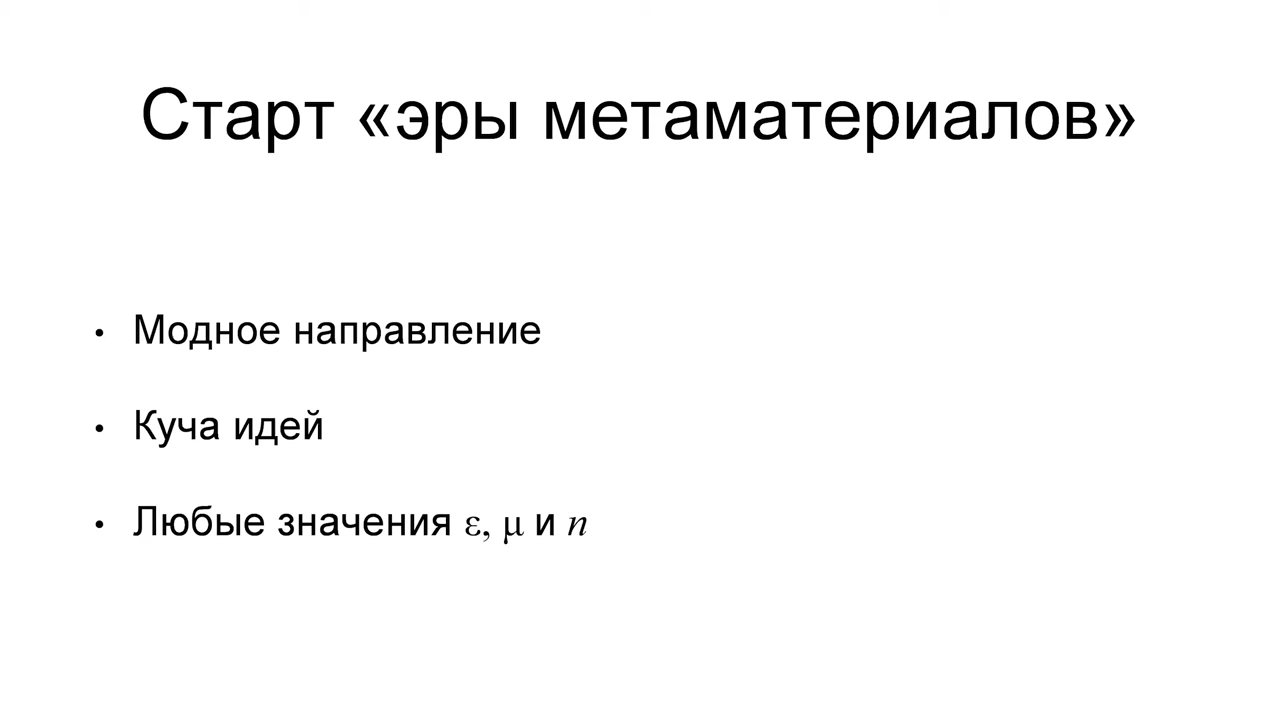 Старт «эры метаматериалов»
• Модное направление
• Куча идей
• Любые значения ε, μ и n